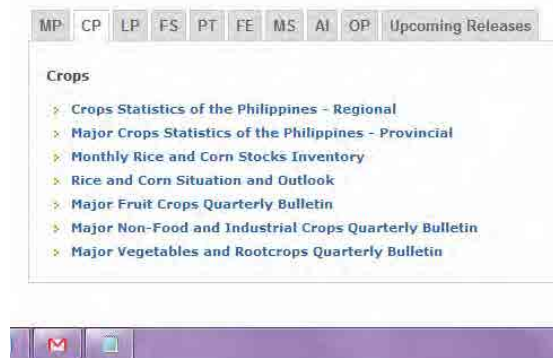 MP CP LP FS PT FE MS AI OP Upcoming Releases
Crops
Crops Statistics of the Philippines - Regional
Major Crops Statistics of the Philippines - Provincial
Monthly Rice and Corn Stocks Inventory
Rice and Corn Situation and Outlook
Major Fruit Crops Quarterly Bulletin
Major Non-Food and Industrial Crops Quarterly Bulletin
Major Vegetables and Rootcrops Quarterly Bulletin